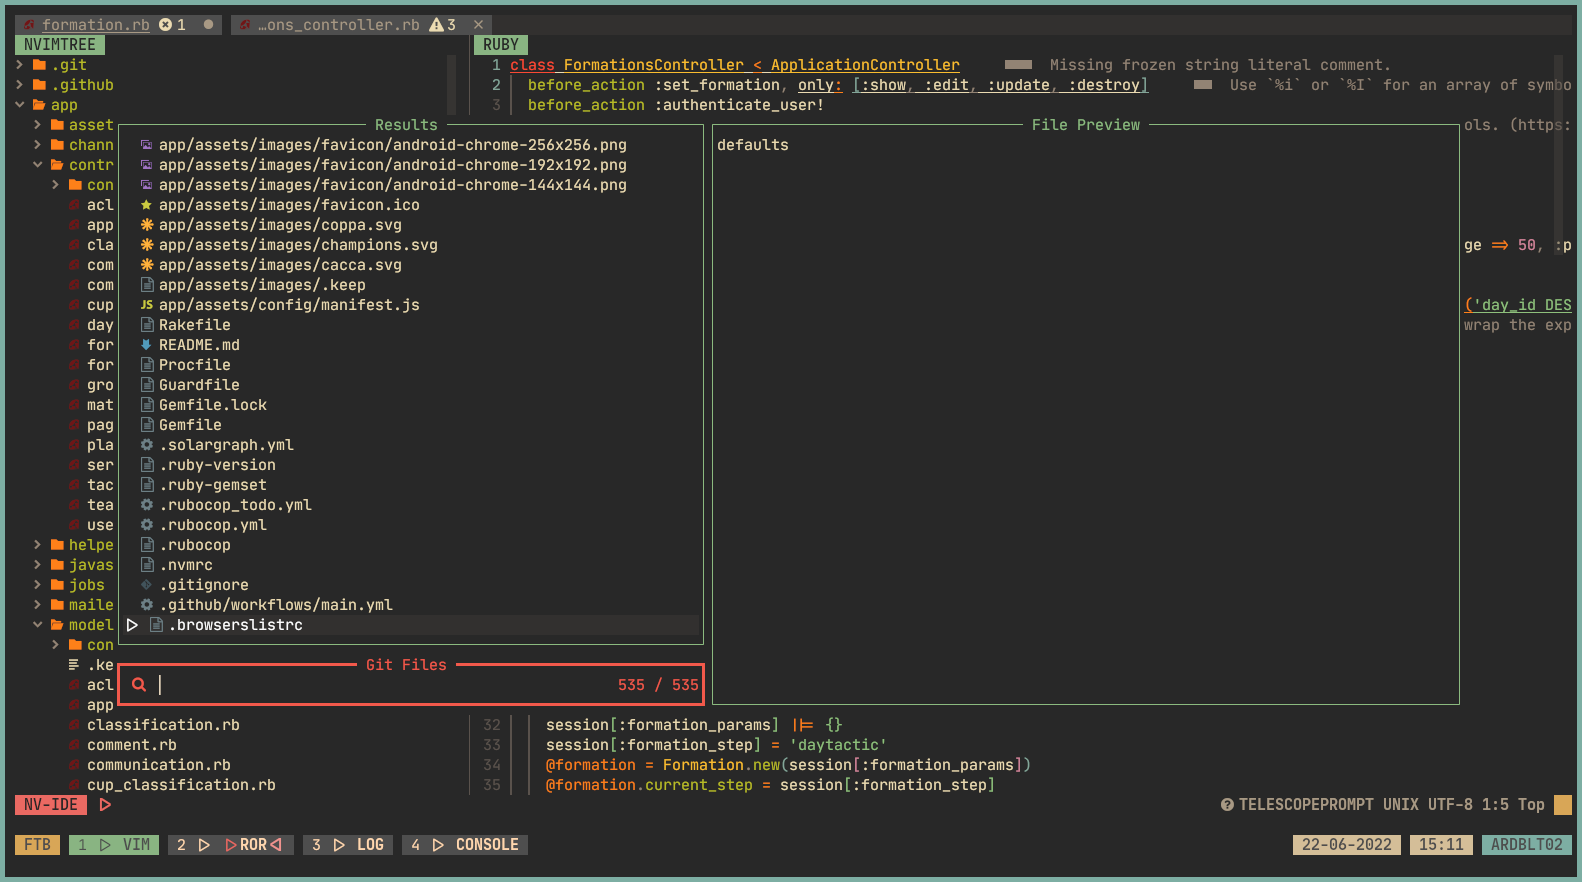 formation.rb 1 …ons_controller.rb 3 ×
NVIMTREE RUBY
.git 1 class FormationsController < ApplicationController Missing frozen string literal comment.
.github 2 before_action :set_formation, only: [:show, :edit, :update, :destroy] Use `%i` or `%I` for an array of symbo
app 3 before_action :authenticate_user!
asset Results File Preview ols. (https:
chann app/assets/images/favicon/android-chrome-256x256.png defaults
contr app/assets/images/favicon/android-chrome-192x192.png
con app/assets/images/favicon/android-chrome-144x144.png
acl app/assets/images/favicon.ico
app app/assets/images/coppa.svg
cla app/assets/images/champions.svg ge => 50, :p
com app/assets/images/cacca.svg
com app/assets/images/.keep
cup JS app/assets/config/manifest.js ('day_id DES
day Rakefile wrap the exp
for README.md
for Procfile
gro Guardfile
mat Gemfile.lock
pag Gemfile
pla .solargraph.yml
ser .ruby-version
tac .ruby-gemset
tea .rubocop_todo.yml
use .rubocop.yml
helpe .rubocop
javas .nvmrc
jobs .gitignore
maile .github/workflows/main.yml
model .browserslistrc
con
.ke Git Files
acl 535 / 535
app
classification.rb 32 session[:formation_params] ||= {}
comment.rb 33 session[:formation_step] = 'daytactic'
communication.rb 34 @formation = Formation.new(session[:formation_params])
cup_classification.rb 35 @formation.current_step = session[:formation_step]
NV-IDE TELESCOPEPROMPT UNIX UTF-8 1:5 Top
FTB 1 VIM 2 ROR 3 LOG 4 CONSOLE 22-06-2022 15:11 ARDBLT02